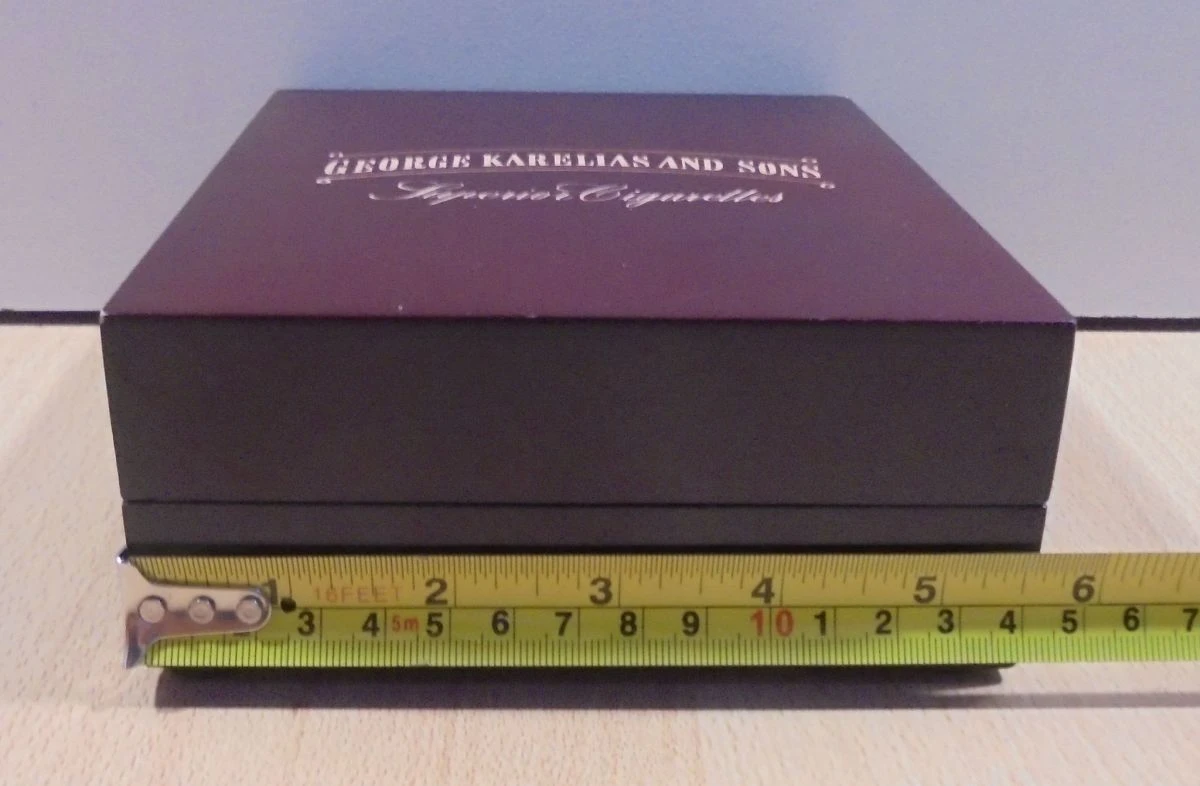 GEORGE KARELIAS AND SONS
Superior Cigarettes
1 16FEET 2 3 4 5 6
3 4 5m 5 6 7 8 9 10 1 2 3 4 5 6 7